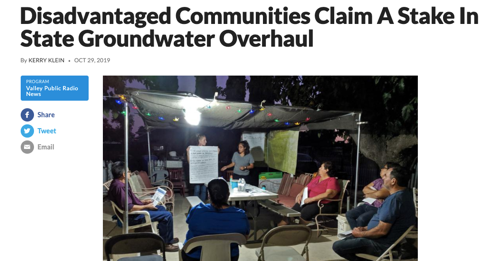 Disadvantaged Communities Claim A Stake In
State Groundwater Overhaul
By KERRY KLEIN • OCT 29, 2019
PROGRAM
Valley Public Radio
News
Share
Tweet
Email